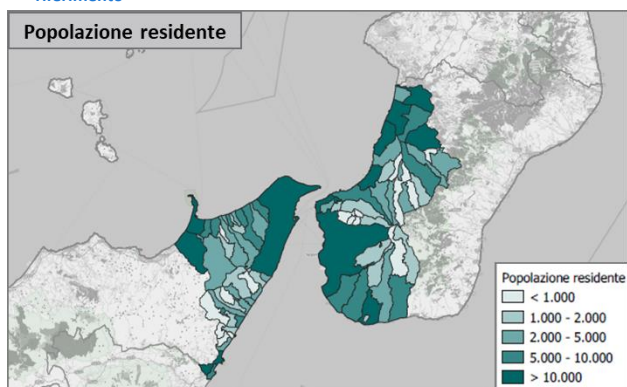 Riferimento
Popolazione residente
Popolazione residente
< 1.000
1.000 - 2.000
2.000 - 5.000
5.000 - 10.000
> 10.000